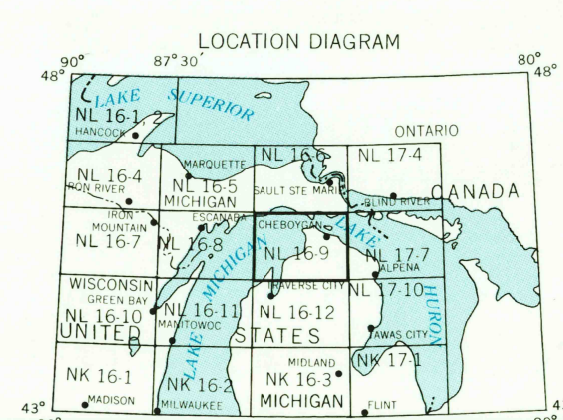 LOCATION DIAGRAM
90°
87°30′
80°
48°
48°
LAKE SUPERIOR
NL 16-1, 2
HANCOCK
ONTARIO
NL 16-6
NL 17-4
MARQUETTE
NL 16-4
NL 16-5
SAULT STE MARIE
IRON RIVER
MICHIGAN
BLIND RIVER
CANADA
IRON
MOUNTAIN
ESCANABA
CHEBOYGAN
LAKE
NL 16-7
NL 16-8
NL 16-9
NL 17-7
ALPENA
LAKE MICHIGAN
HURON
WISCONSIN
TRAVERSE CITY
NL 17-10
GREEN BAY
NL 16-10
NL 16-11
NL 16-12
MANITOWOC
UNITED STATES
TAWAS CITY
MIDLAND
NK 17-1
NK 16-1
NK 16-2
NK 16-3
MICHIGAN
MADISON
MILWAUKEE
FLINT
43°